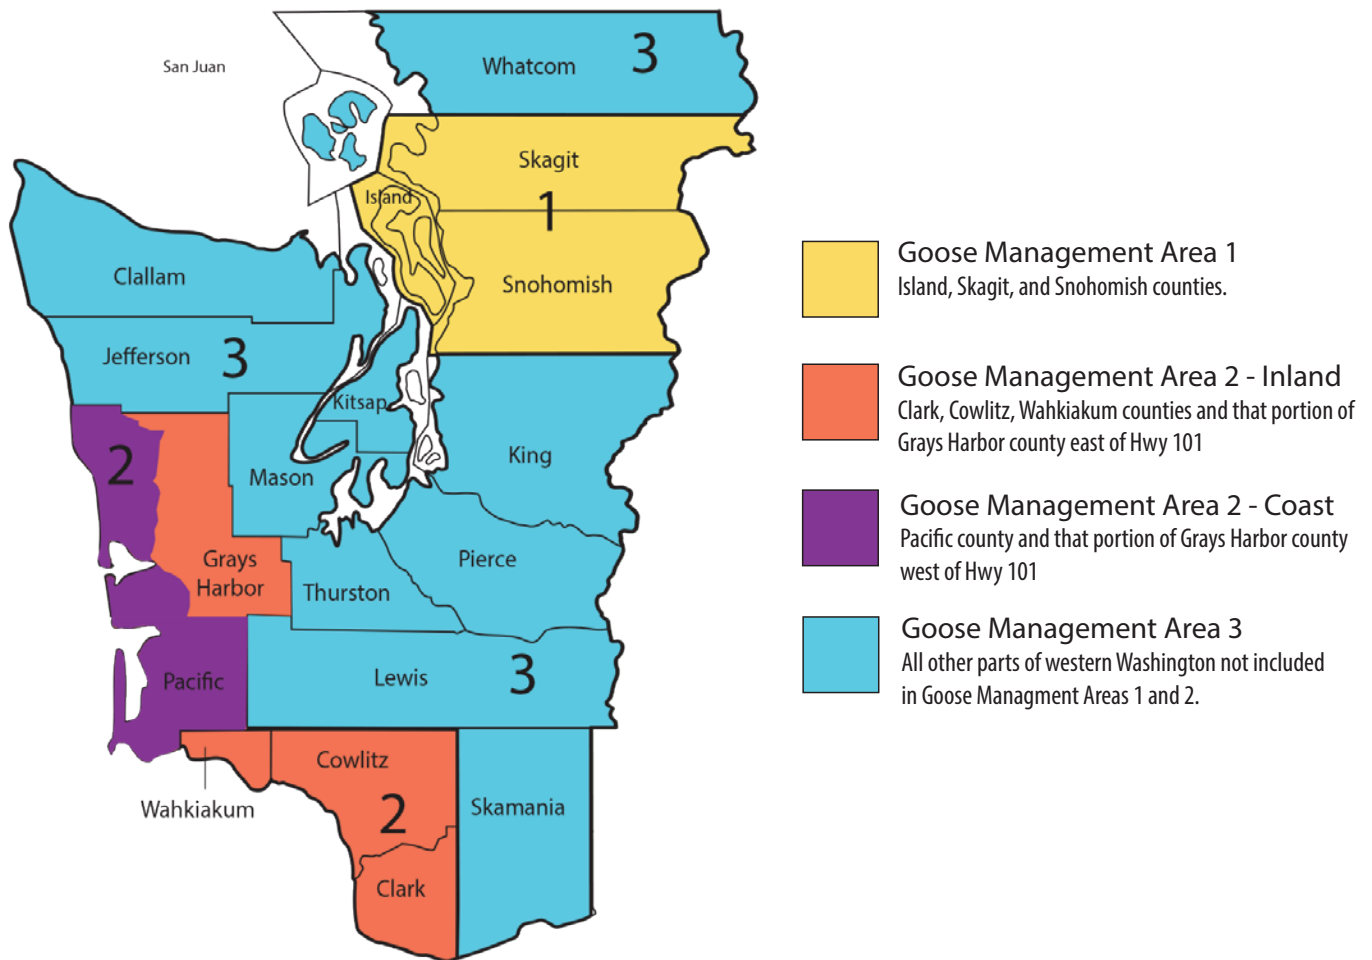 San Juan
Whatcom
3
Skagit
Island
1
Snohomish
Clallam
Jefferson
3
Kitsap
2
Mason
King
Grays
Harbor
Thurston
Pierce
Pacific
Lewis
3
Wahkiakum
Cowlitz
2
Skamania
Clark
Goose Management Area 1
Island, Skagit, and Snohomish counties.
Goose Management Area 2 - Inland
Clark, Cowlitz, Wahkiakum counties and that portion of
Grays Harbor county east of Hwy 101
Goose Management Area 2 - Coast
Pacific county and that portion of Grays Harbor county
west of Hwy 101
Goose Management Area 3
All other parts of western Washington not included
in Goose Managment Areas 1 and 2.